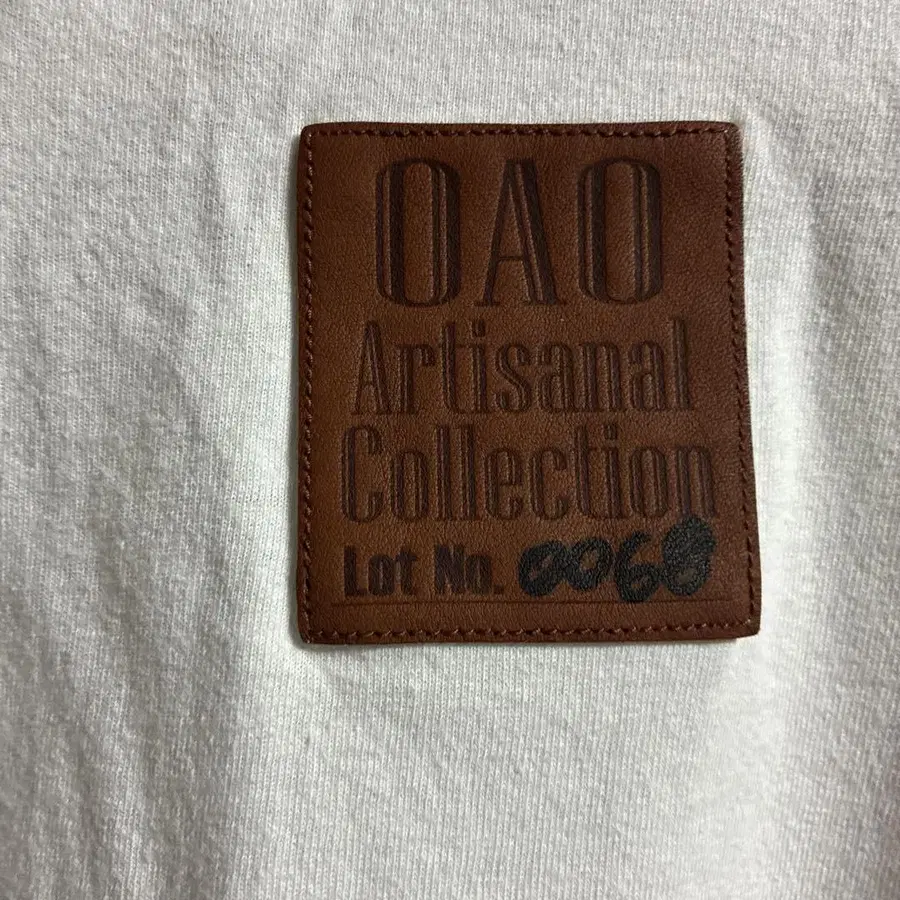 OAO
Artisanal
Collection
Lot No. 0068